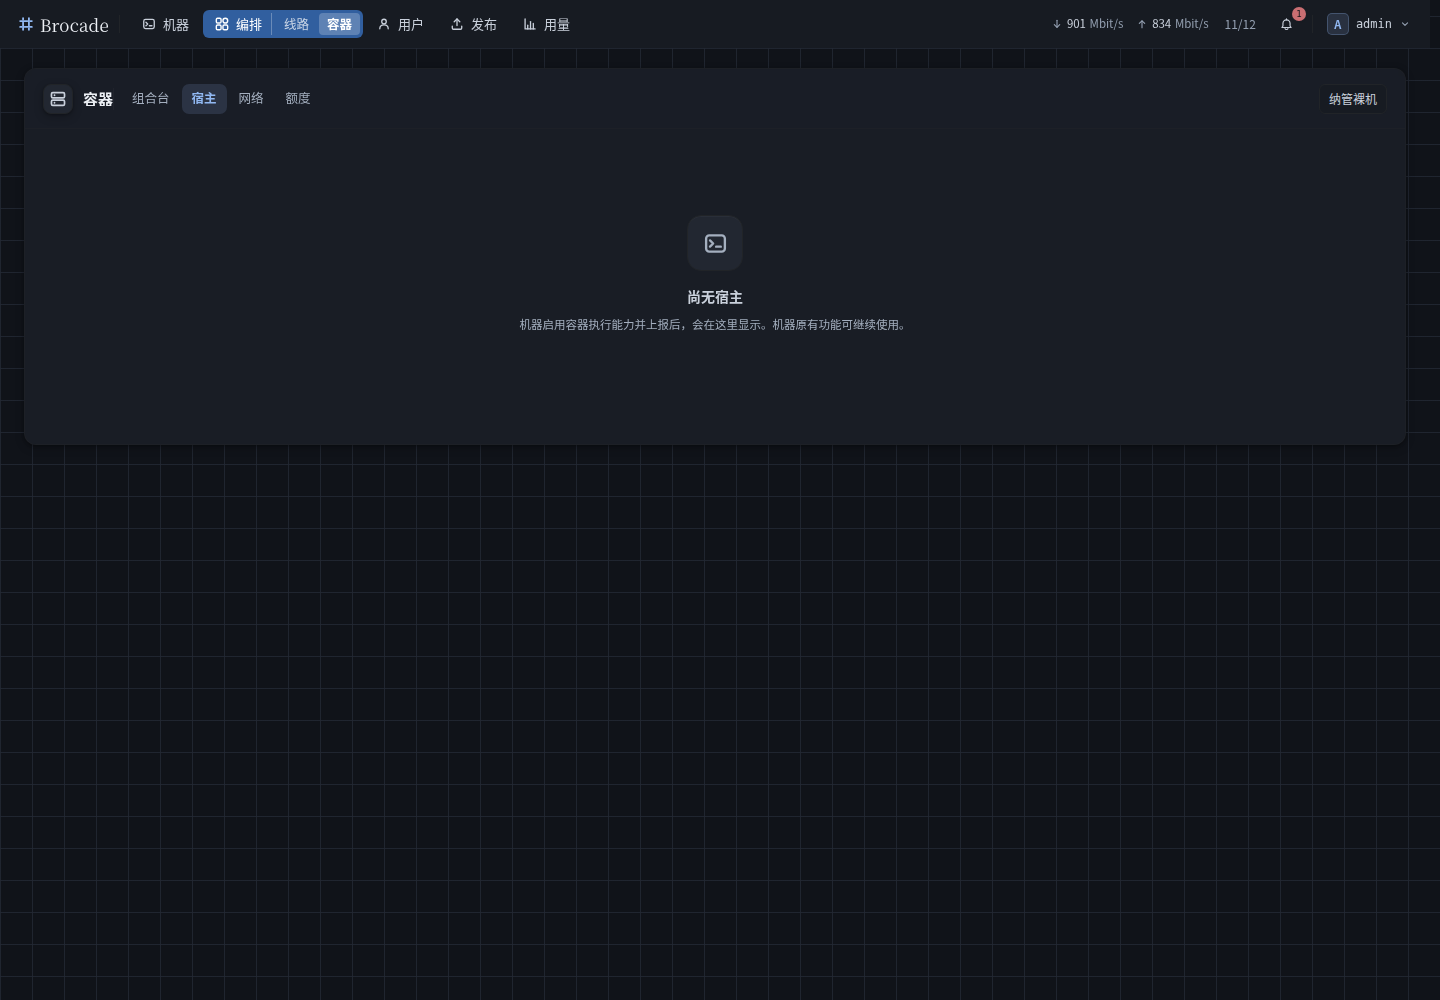 Brocade
机器
编排
线路
容器
用户
发布
用量
↓ 901 Mbit/s
↑ 834 Mbit/s
11/12
1
A
admin
容器
组合台
宿主
网络
额度
纳管裸机
尚无宿主
机器启用容器执行能力并上报后，会在这里显示。机器原有功能可继续使用。